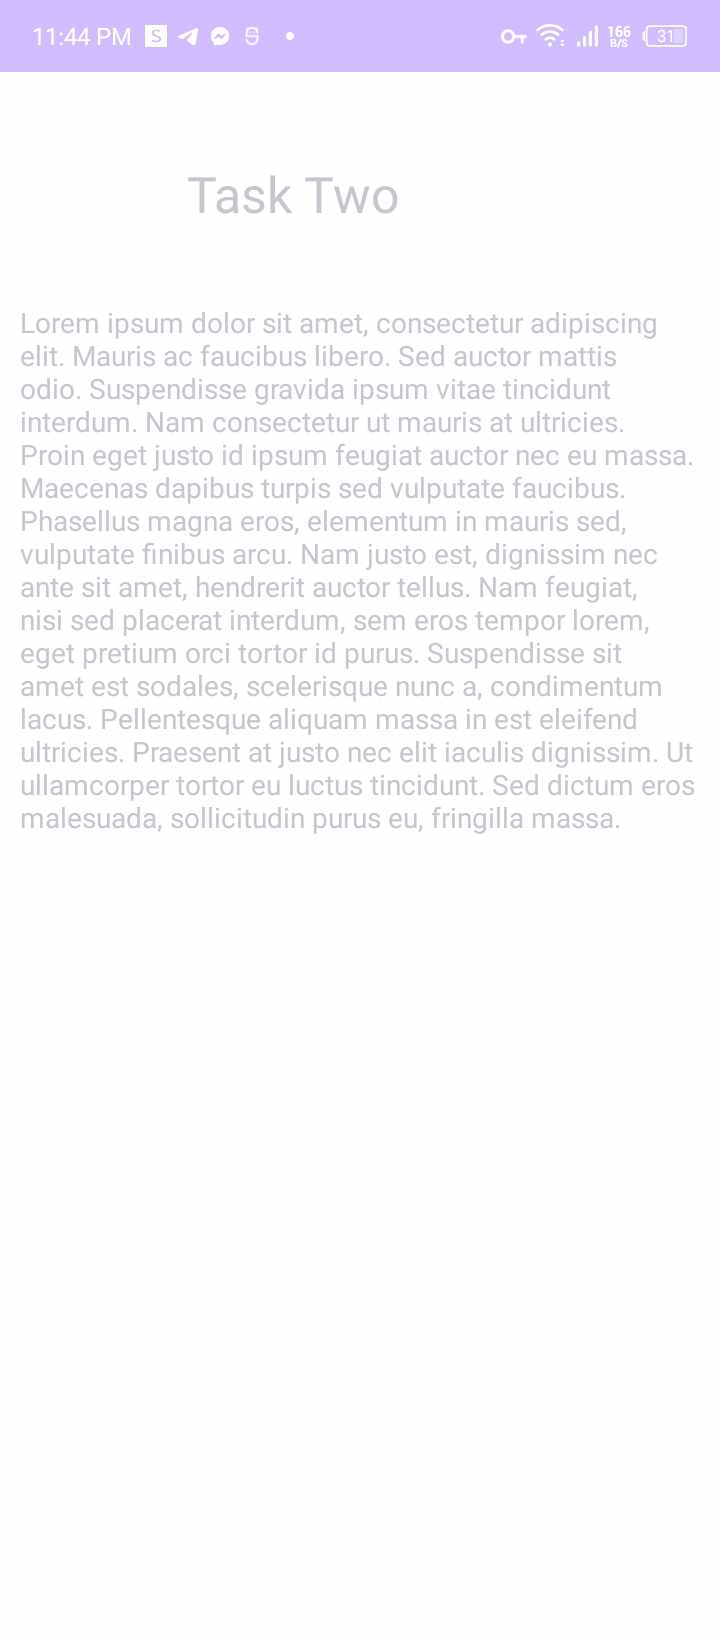 11:44 PM S 166 B/S 31
Task Two
Lorem ipsum dolor sit amet, consectetur adipiscing
elit. Mauris ac faucibus libero. Sed auctor mattis
odio. Suspendisse gravida ipsum vitae tincidunt
interdum. Nam consectetur ut mauris at ultricies.
Proin eget justo id ipsum feugiat auctor nec eu massa.
Maecenas dapibus turpis sed vulputate faucibus.
Phasellus magna eros, elementum in mauris sed,
vulputate finibus arcu. Nam justo est, dignissim nec
ante sit amet, hendrerit auctor tellus. Nam feugiat,
nisi sed placerat interdum, sem eros tempor lorem,
eget pretium orci tortor id purus. Suspendisse sit
amet est sodales, scelerisque nunc a, condimentum
lacus. Pellentesque aliquam massa in est eleifend
ultricies. Praesent at justo nec elit iaculis dignissim. Ut
ullamcorper tortor eu luctus tincidunt. Sed dictum eros
malesuada, sollicitudin purus eu, fringilla massa.